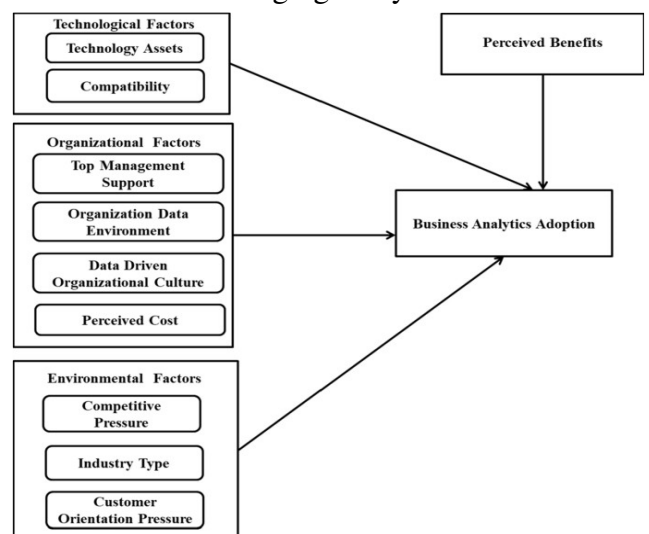 Technological Factors
Technology Assets
Compatibility
Perceived Benefits
Organizational Factors
Top Management
Support
Organization Data
Environment
Data Driven
Organizational Culture
Perceived Cost
Business Analytics Adoption
Environmental Factors
Competitive
Pressure
Industry Type
Customer
Orientation Pressure